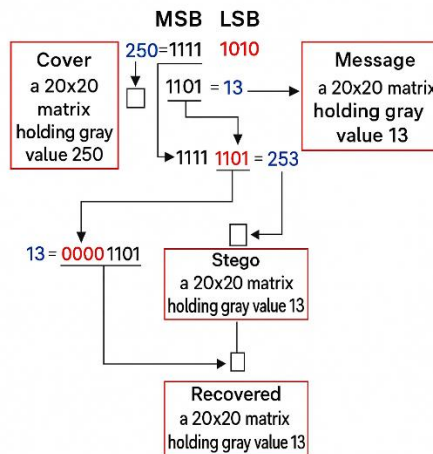 MSB LSB
Cover
a 20x20
matrix
holding gray
value 250
250=1111 1010
1101 = 13
Message
a 20x20 matrix
holding gray
value 13
1111 1101 = 253
13 = 0000 1101
Stego
a 20x20 matrix
holding gray value 13
Recovered
a 20x20 matrix
holding gray value 13